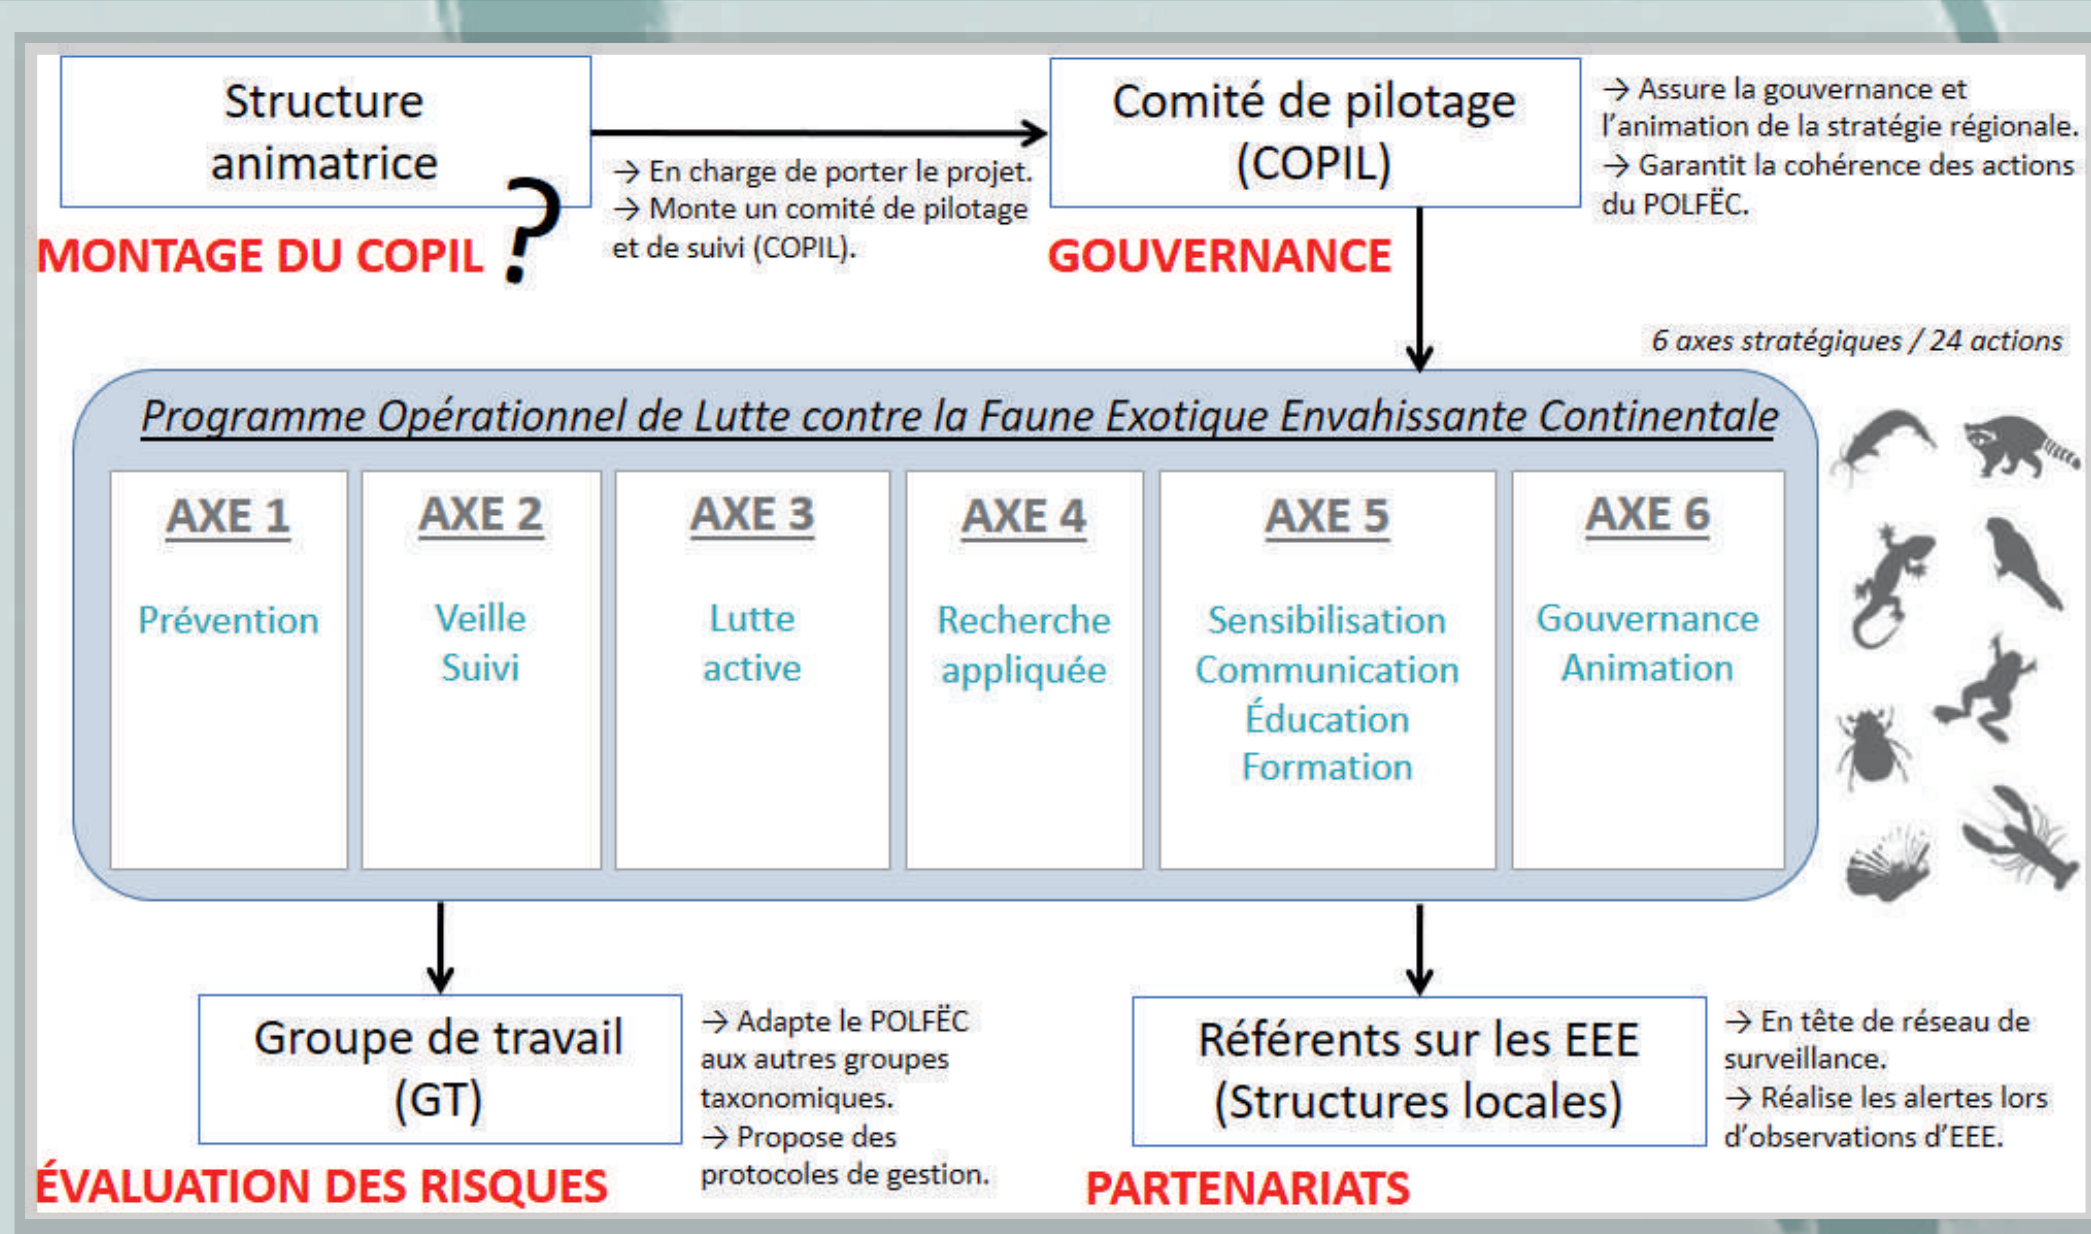 Structure
animatrice
?
MONTAGE DU COPIL
→ En charge de porter le projet.
→ Monte un comité de pilotage
et de suivi (COPIL).
Comité de pilotage
(COPIL)
GOUVERNANCE
→ Assure la gouvernance et
l'animation de la stratégie régionale.
→ Garantit la cohérence des actions
du POLFËC.
6 axes stratégiques / 24 actions
Programme Opérationnel de Lutte contre la Faune Exotique Envahissante Continentale
AXE 1
Prévention
AXE 2
Veille
Suivi
AXE 3
Lutte
active
AXE 4
Recherche
appliquée
AXE 5
Sensibilisation
Communication
Éducation
Formation
AXE 6
Gouvernance
Animation
Groupe de travail
(GT)
ÉVALUATION DES RISQUES
→ Adapte le POLFËC
aux autres groupes
taxonomiques.
→ Propose des
protocoles de gestion.
Référents sur les EEE
(Structures locales)
PARTENARIATS
→ En tête de réseau de
surveillance.
→ Réalise les alertes lors
d'observations d'EEE.